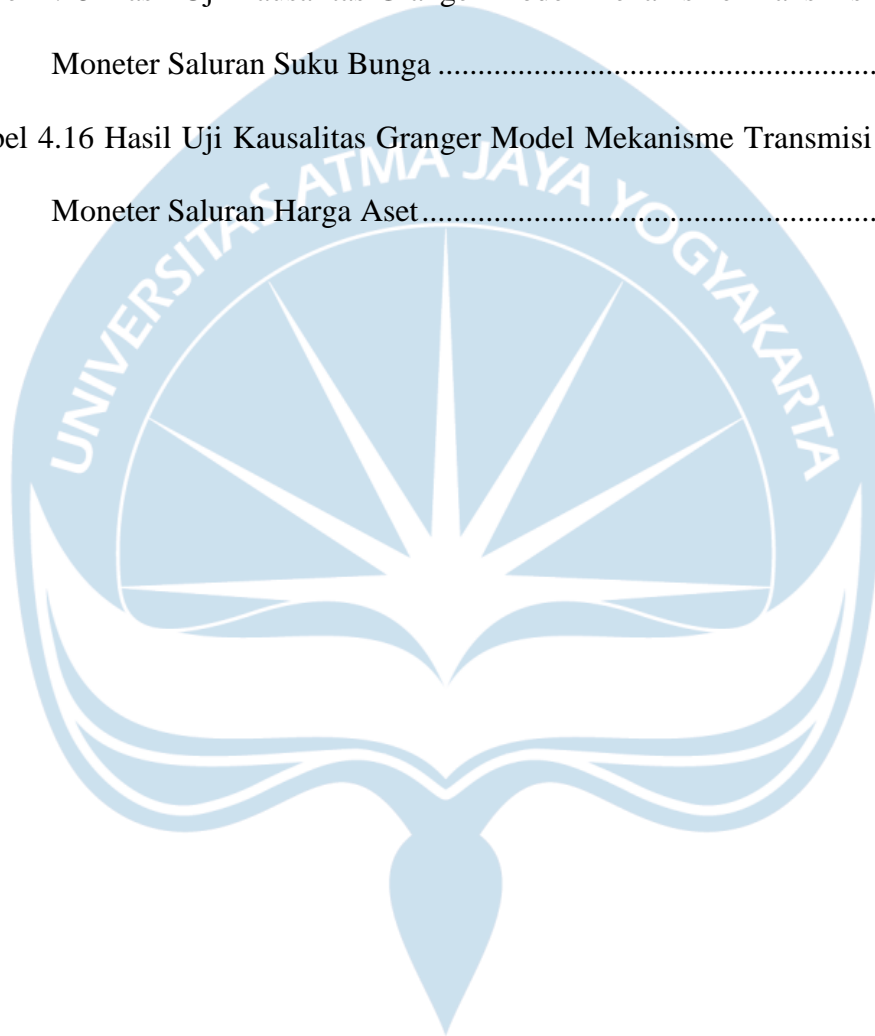 Moneter Saluran Suku Bunga ......................................................
bel 4.16 Hasil Uji Kausalitas Granger Model Mekanisme Transmisi
Moneter Saluran Harga Aset.........................................................
UNIVERSITAS ATMA JAYA YOGYAKARTA